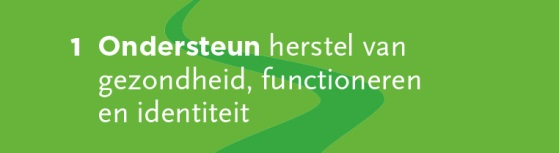 1 Ondersteun herstel van
gezondheid, functioneren
en identiteit